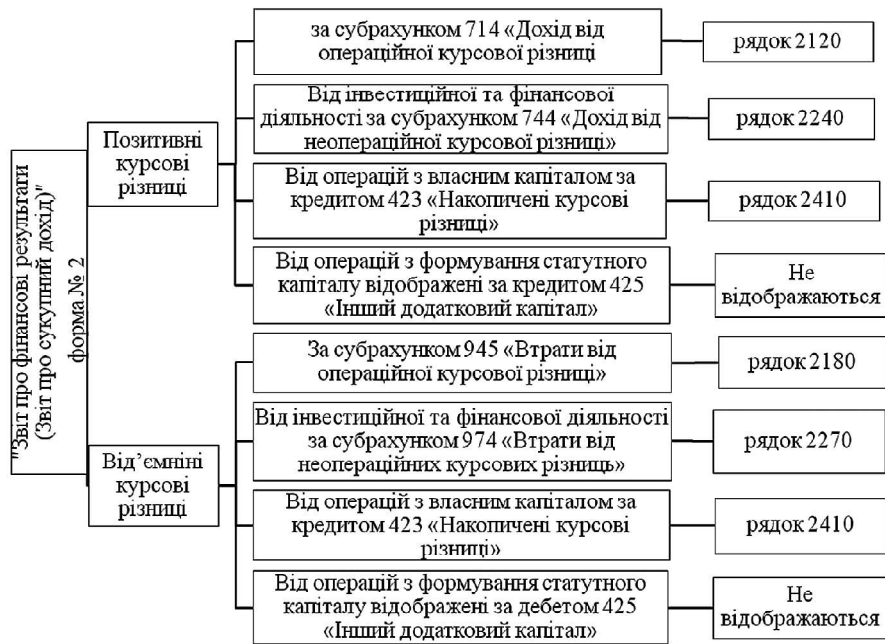 "Звіт про фінансові результати
(Звіт про сукупний дохід)"
форма № 2
Позитивні
курсові
різниці
за субрахунком 714 «Дохід від
операційної курсової різниці
рядок 2120
Від інвестиційної та фінансової
діяльності за субрахунком 744 «Дохід від
неопераційної курсової різниці»
рядок 2240
Від операцій з власним капіталом за
кредитом 423 «Накопичені курсові
різниці»
рядок 2410
Від операцій з формування статутного
капіталу відображені за кредитом 425
«Інший додатковий капітал»
Не
відображаються
Від’ємніні
курсові
різниці
За субрахунком 945 «Втрати від
операційної курсової різниці»
рядок 2180
Від інвестиційної та фінансової діяльності
за субрахунком 974 «Втрати від
неопераційних курсових різниць»
рядок 2270
Від операцій з власним капіталом за
кредитом 423 «Накопичені курсові
різниці»
рядок 2410
Від операцій з формування статутного
капіталу відображені за дебетом 425
«Інший додатковий капітал»
Не
відображаються